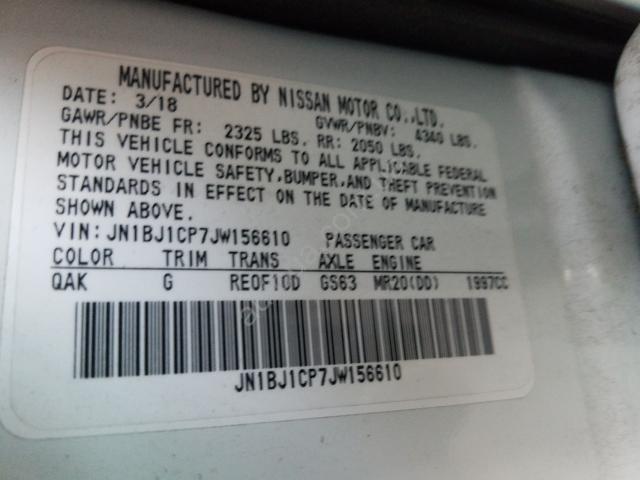 MANUFACTURED BY NISSAN MOTOR CO.,LTD.
DATE: 3/18 GVWR/PNBV: 4340 LBS.
GAWR/PNBE FR: 2325 LBS. RR: 2050 LBS.
THIS VEHICLE CONFORMS TO ALL APPLICABLE FEDERAL
MOTOR VEHICLE SAFETY,BUMPER,AND THEFT PREVENTION
STANDARDS IN EFFECT ON THE DATE OF MANUFACTURE
SHOWN ABOVE.
VIN:JN1BJ1CP7JW156610 PASSENGER CAR
COLOR TRIM TRANS AXLE ENGINE
QAK G RE0F10D GS63 MR20(DD) 1997CC
JN1BJ1CP7JW156610